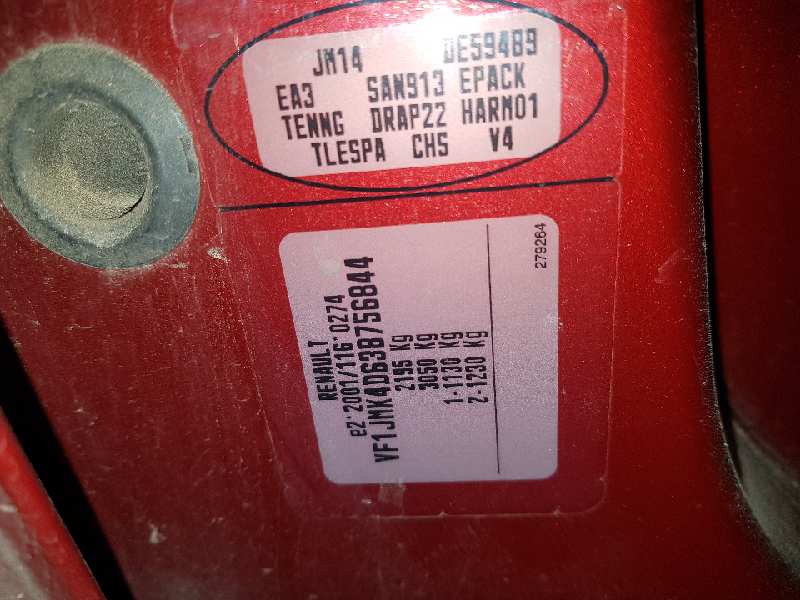 JM14 DE59489
EA3 SAN913 EPACK
TENNG DRAP22 HARM01
TLESPA CHS V4
RENAULT
e2*2001/116*0274
VF1JMK4D638756844
2195 Kg
3050 Kg
1-1130 Kg
2-1230 Kg
279264